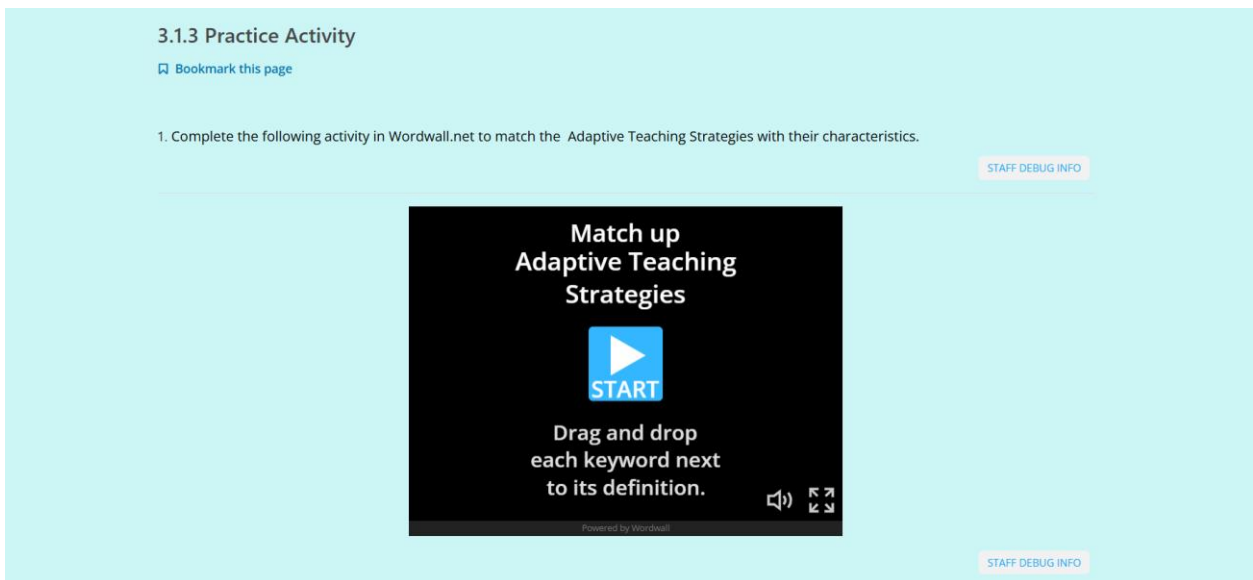 3.1.3 Practice Activity
Bookmark this page
1. Complete the following activity in Wordwall.net to match the Adaptive Teaching Strategies with their characteristics.
STAFF DEBUG INFO
Match up
Adaptive Teaching
Strategies
START
Drag and drop
each keyword next
to its definition.
Powered by Wordwall
STAFF DEBUG INFO